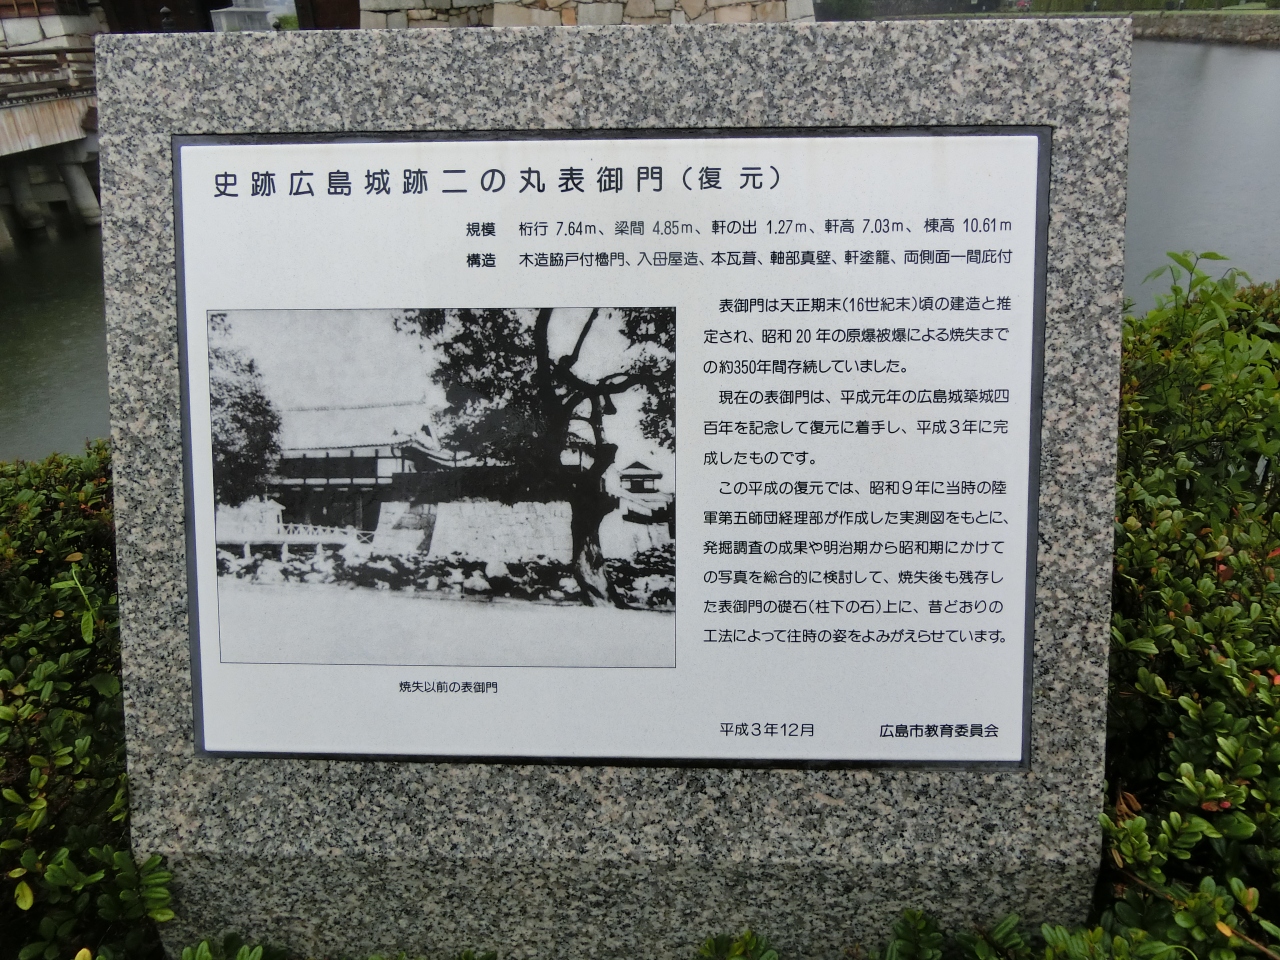 史跡広島城跡二の丸表御門（復元）
規模 桁行 7.64m、梁間 4.85m、軒の出 1.27m、軒高 7.03m、棟高 10.61m
構造 木造脇戸付櫓門、入母屋造、本瓦葺、軸部真壁、軒塗籠、両側面一間庇付
表御門は天正期末（16世紀末）頃の建造と推
定され、昭和20年の原爆被爆による焼失まで
の約350年間存続していました。
現在の表御門は、平成元年の広島城築城四
百年を記念して復元に着手し、平成3年に完
成したものです。
この平成の復元では、昭和9年に当時の陸
軍第五師団経理部が作成した実測図をもとに、
発掘調査の成果や明治期から昭和期にかけて
の写真を総合的に検討して、焼失後も残存し
た表御門の礎石（柱下の石）上に、昔どおりの
工法によって往時の姿をよみがえらせています。
焼失以前の表御門
平成3年12月 広島市教育委員会